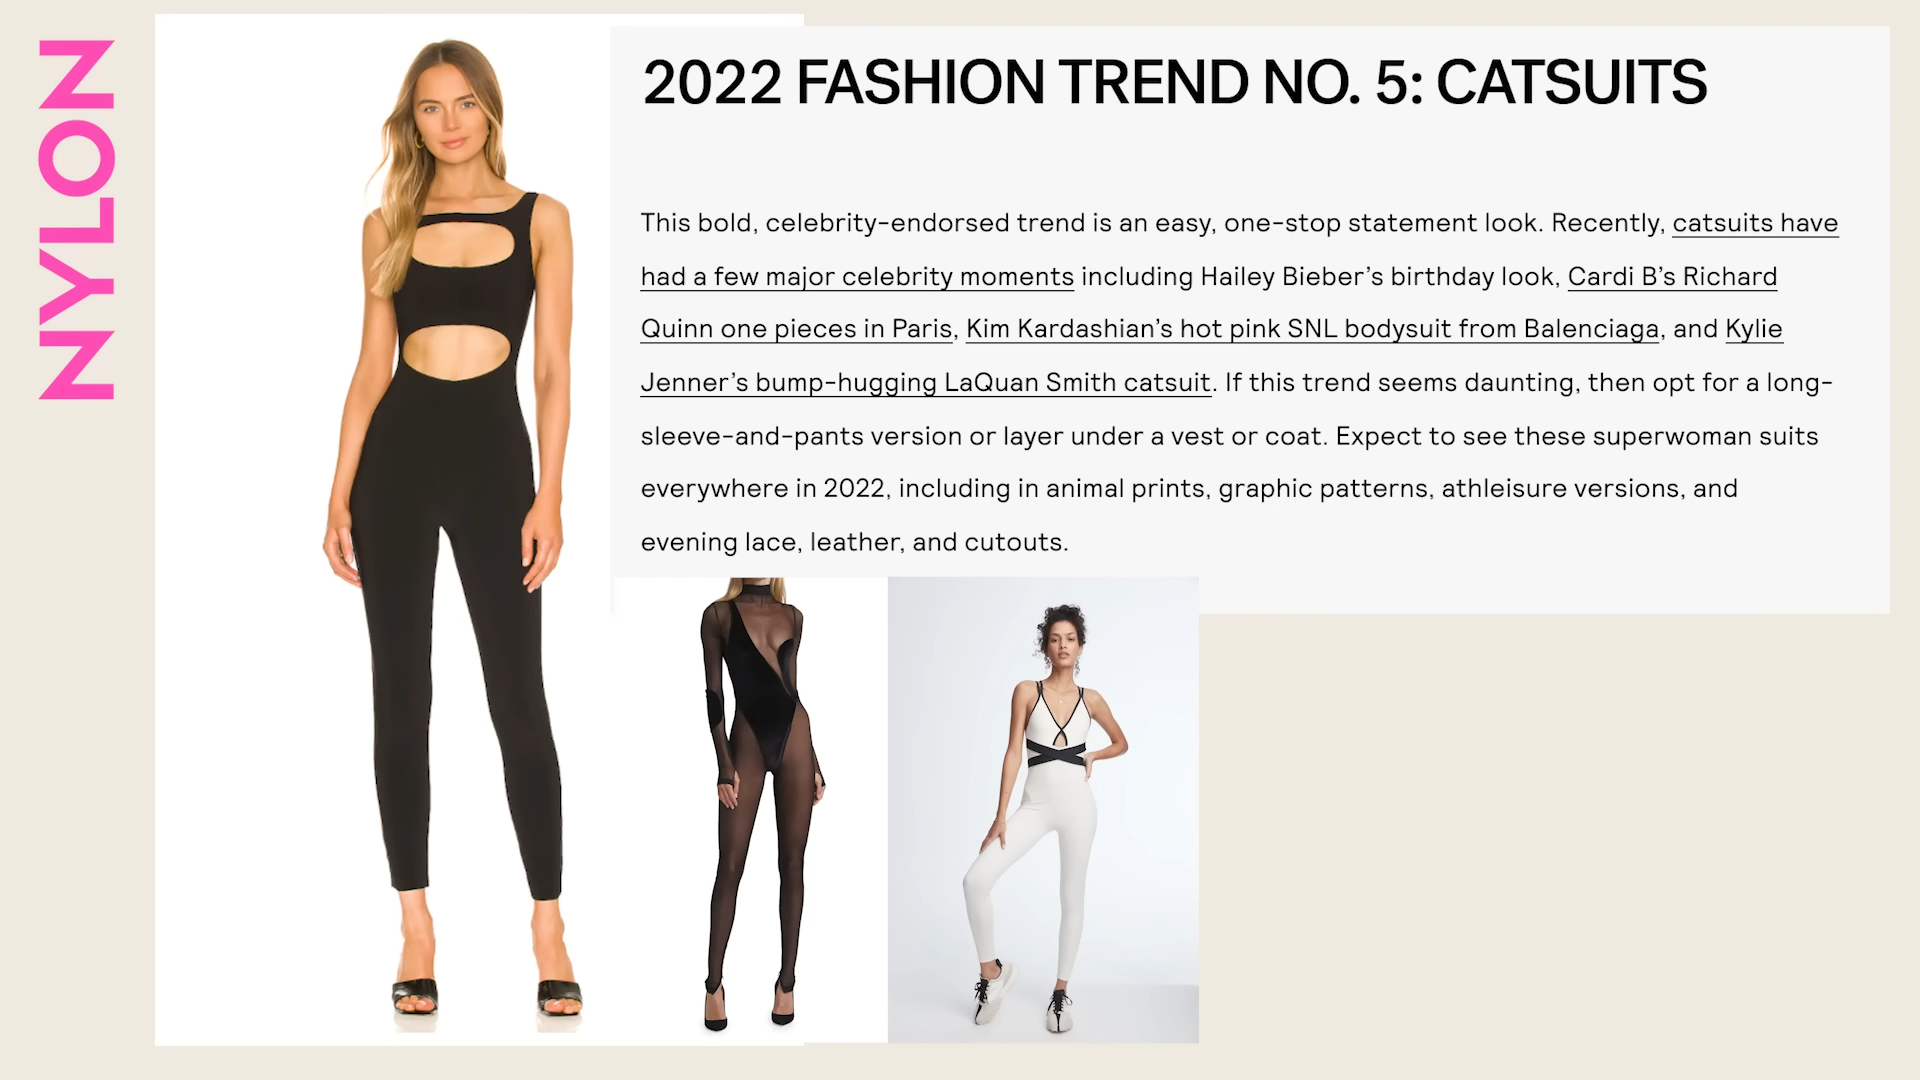 NYLON
2022 FASHION TREND NO. 5: CATSUITS
This bold, celebrity-endorsed trend is an easy, one-stop statement look. Recently, catsuits have
had a few major celebrity moments including Hailey Bieber's birthday look, Cardi B's Richard
Quinn one pieces in Paris, Kim Kardashian's hot pink SNL bodysuit from Balenciaga, and Kylie
Jenner's bump-hugging LaQuan Smith catsuit. If this trend seems daunting, then opt for a long-
sleeve-and-pants version or layer under a vest or coat. Expect to see these superwoman suits
everywhere in 2022, including in animal prints, graphic patterns, athleisure versions, and
evening lace, leather, and cutouts.